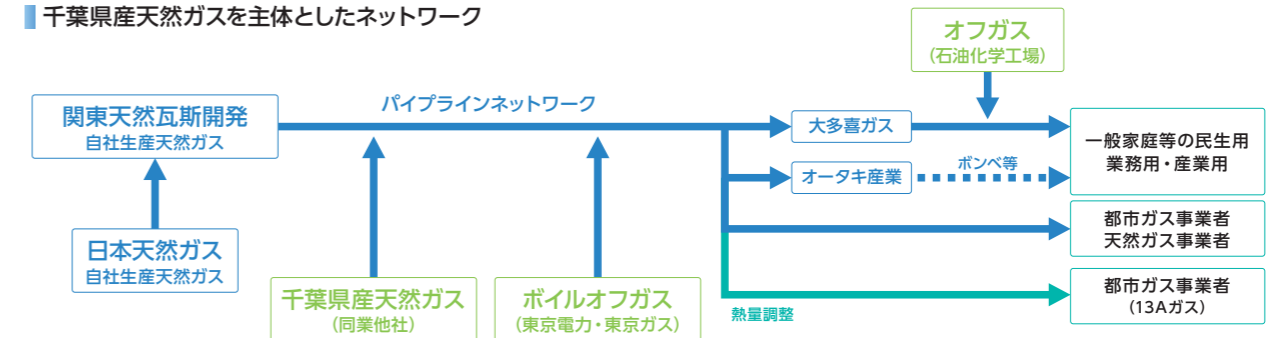 千葉県産天然ガスを主体としたネットワーク
オフガス
(石油化学工場)
関東天然瓦斯開発
自社生産天然ガス
パイプラインネットワーク
大多喜ガス
一般家庭等の民生用
業務用・産業用
オータキ産業
ボンベ等
日本天然ガス
自社生産天然ガス
都市ガス事業者
天然ガス事業者
千葉県産天然ガス
(同業他社)
ボイルオフガス
(東京電力・東京ガス)
熱量調整
都市ガス事業者
(13Aガス)